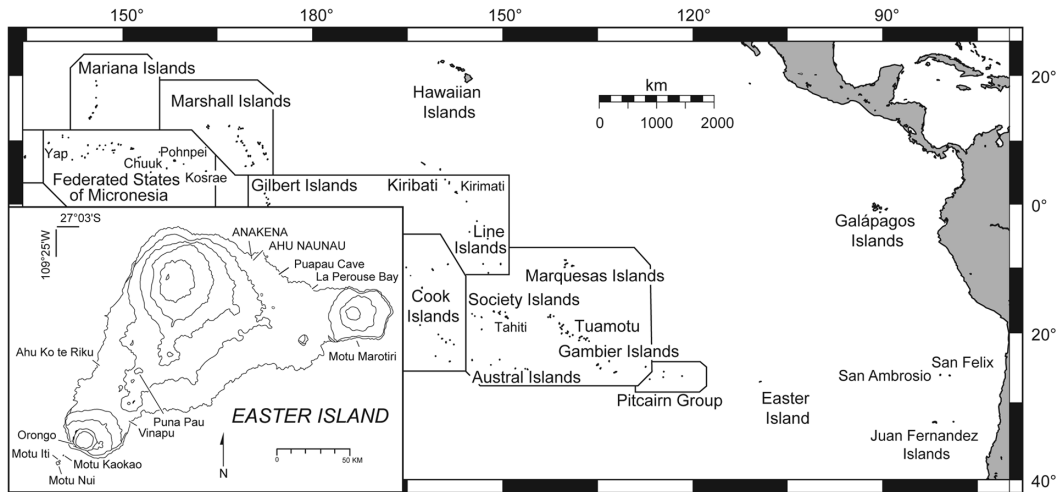 150°
180°
150°
120°
90°
Mariana Islands
20°
km
Hawaiian
Islands
Marshall Islands
0
1000
2000
Yap
Pohnpei
Chuuk
Federated States
of Micronesia
Kosrae
Gilbert Islands
Kiribati
Kirimati
0°
Galápagos
Islands
Line
Islands
27°03'S
109°25'W
ANAKENA
AHU NAUNAU
Puapau Cave
La Perouse Bay
Marquesas Islands
Cook
Islands
Society Islands
Tahiti
Tuamotu
20°
Gambier Islands
Ahu Ko te Riku
Motu Marotiri
San Felix
San Ambrosio
Austral Islands
Pitcairn Group
Easter
Island
EASTER ISLAND
Puna Pau
Vinapu
Orongo
Juan Fernandez
Islands
Motu Iti
Motu Kaokao
Motu Nui
N
0
50 KM
40°